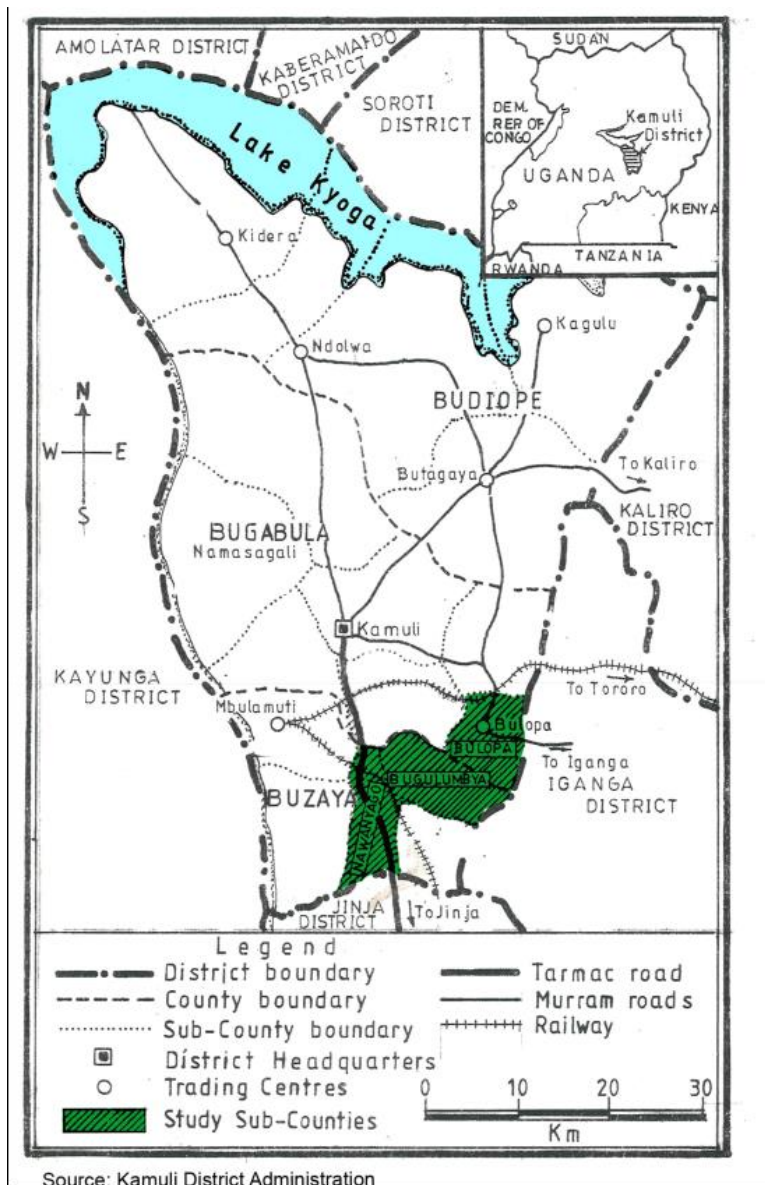 AMOLATAR DISTRICT
KABERAMAIDO
DISTRICT
SOROTI
DISTRICT
Lake Kyoga
SUDAN
DEM.
RER OF
CONGO
Kamuli
District
UGANDA
KENYA
TANZANIA
RWANDA
Kidera
Kagulu
Ndolwa
BUDIOPE
N
W
E
S
Butagaya
To Kaliro
KALIRO
DISTRICT
BUGABULA
Namasagali
Kamuli
KAYUNGA
DISTRICT
Mbulamuti
To Tororo
Bulopa
BULOPA
To Iganga
IGANGA
DISTRICT
BUGULUMBYA
BUZAYA
NAWANYAGO
JINJA
DISTRICT
To Jinja
Legend
District boundary
County boundary
Sub-County boundary
District Headquarters
Trading Centres
Study Sub-Counties
Tarmac road
Murram roads
Railway
0 10 20 30
Km
Source: Kamuli District Administration